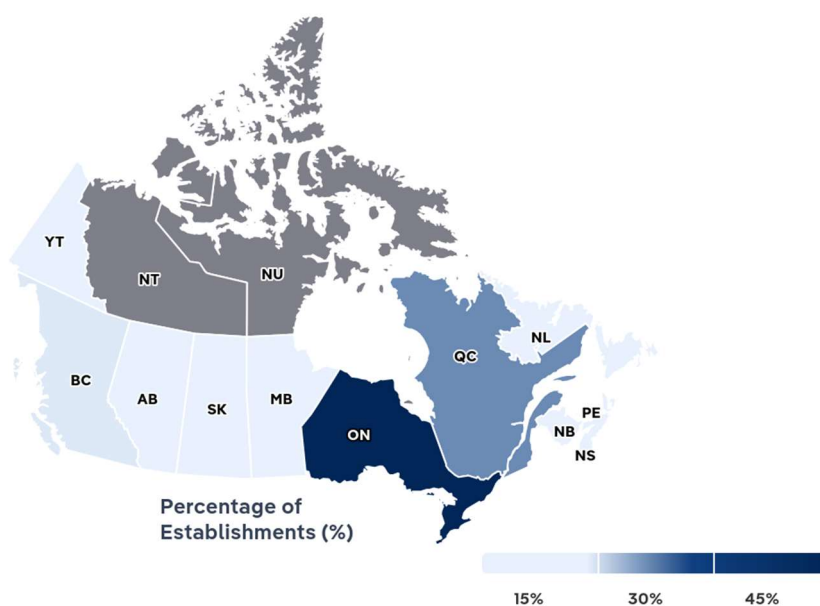 YT
NT
NU
BC
AB
SK
MB
ON
QC
NL
PE
NB
NS
Percentage of
Establishments (%)
15%
30%
45%